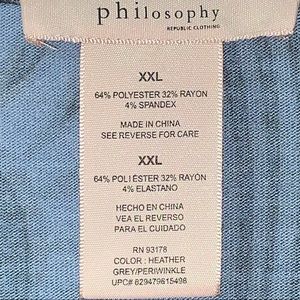 philosophy
REPUBLIC CLOTHING
XXL
64% POLYESTER 32% RAYON
4% SPANDEX
MADE IN CHINA
SEE REVERSE FOR CARE
XXL
64% POLIÉSTER 32% RAYÓN
4% ELASTANO
HECHO EN CHINA
VEA EL REVERSO
PARA EL CUIDADO
RN 93178
COLOR : HEATHER
GREY/PERIWINKLE
UPC# 829479615498